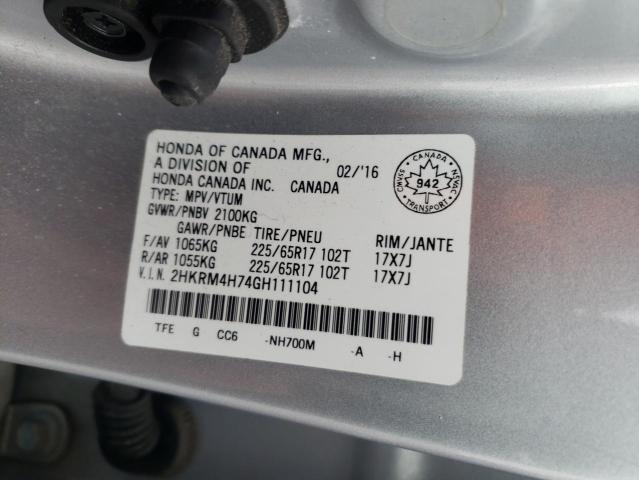 HONDA OF CANADA MFG.,
A DIVISION OF 02/'16
HONDA CANADA INC. CANADA
TYPE: MPV/VTUM
GVWR/PNBV 2100KG
GAWR/PNBE TIRE/PNEU RIM/JANTE
F/AV 1065KG 225/65R17 102T 17X7J
R/AR 1055KG 225/65R17 102T 17X7J
V.I.N. 2HKRM4H74GH111104
TFE G CC6 -NH700M -A -H
CANADA
CMVSS 942 NSVAC
TRANSPORT